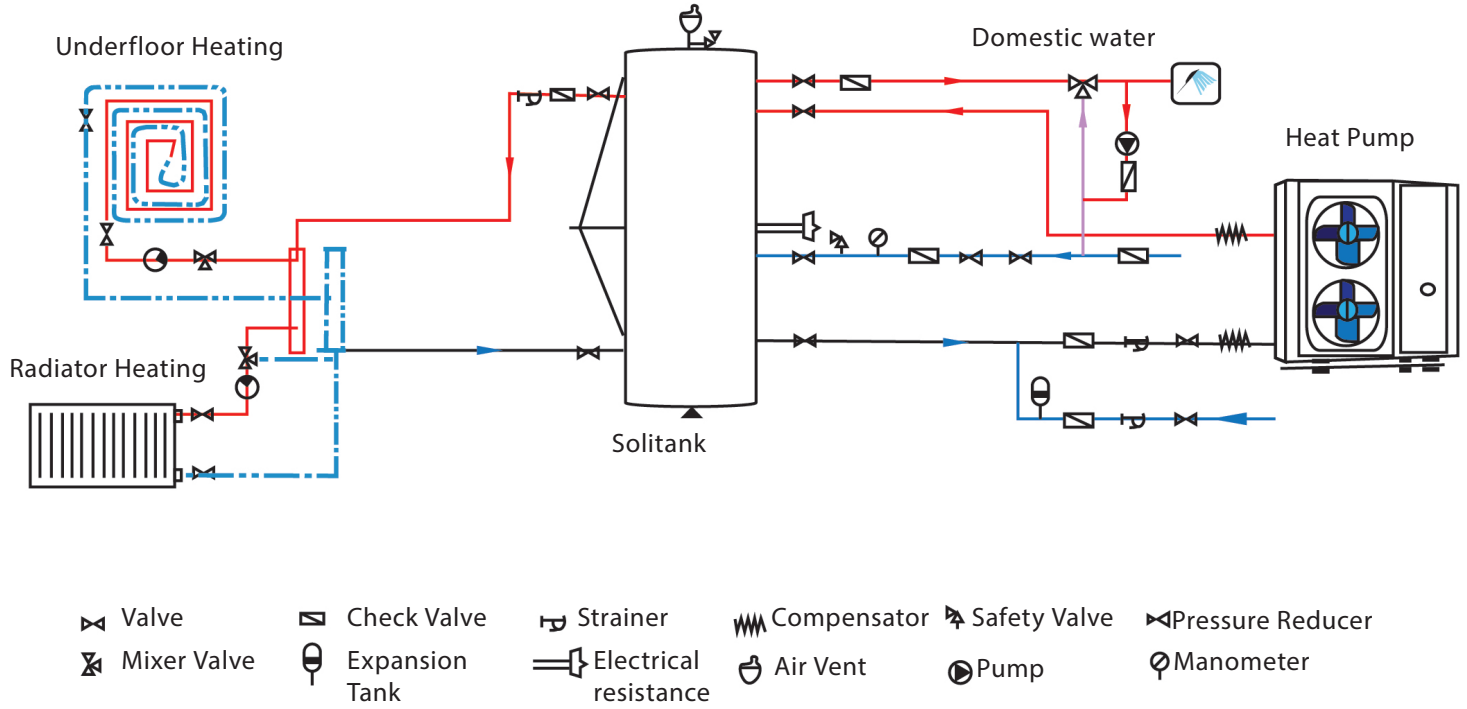 Underfloor Heating
Domestic water
Heat Pump
Radiator Heating
Solitank
Valve
Check Valve
Strainer
Compensator
Safety Valve
Pressure Reducer
Mixer Valve
Expansion
Tank
Electrical
resistance
Air Vent
Pump
Manometer